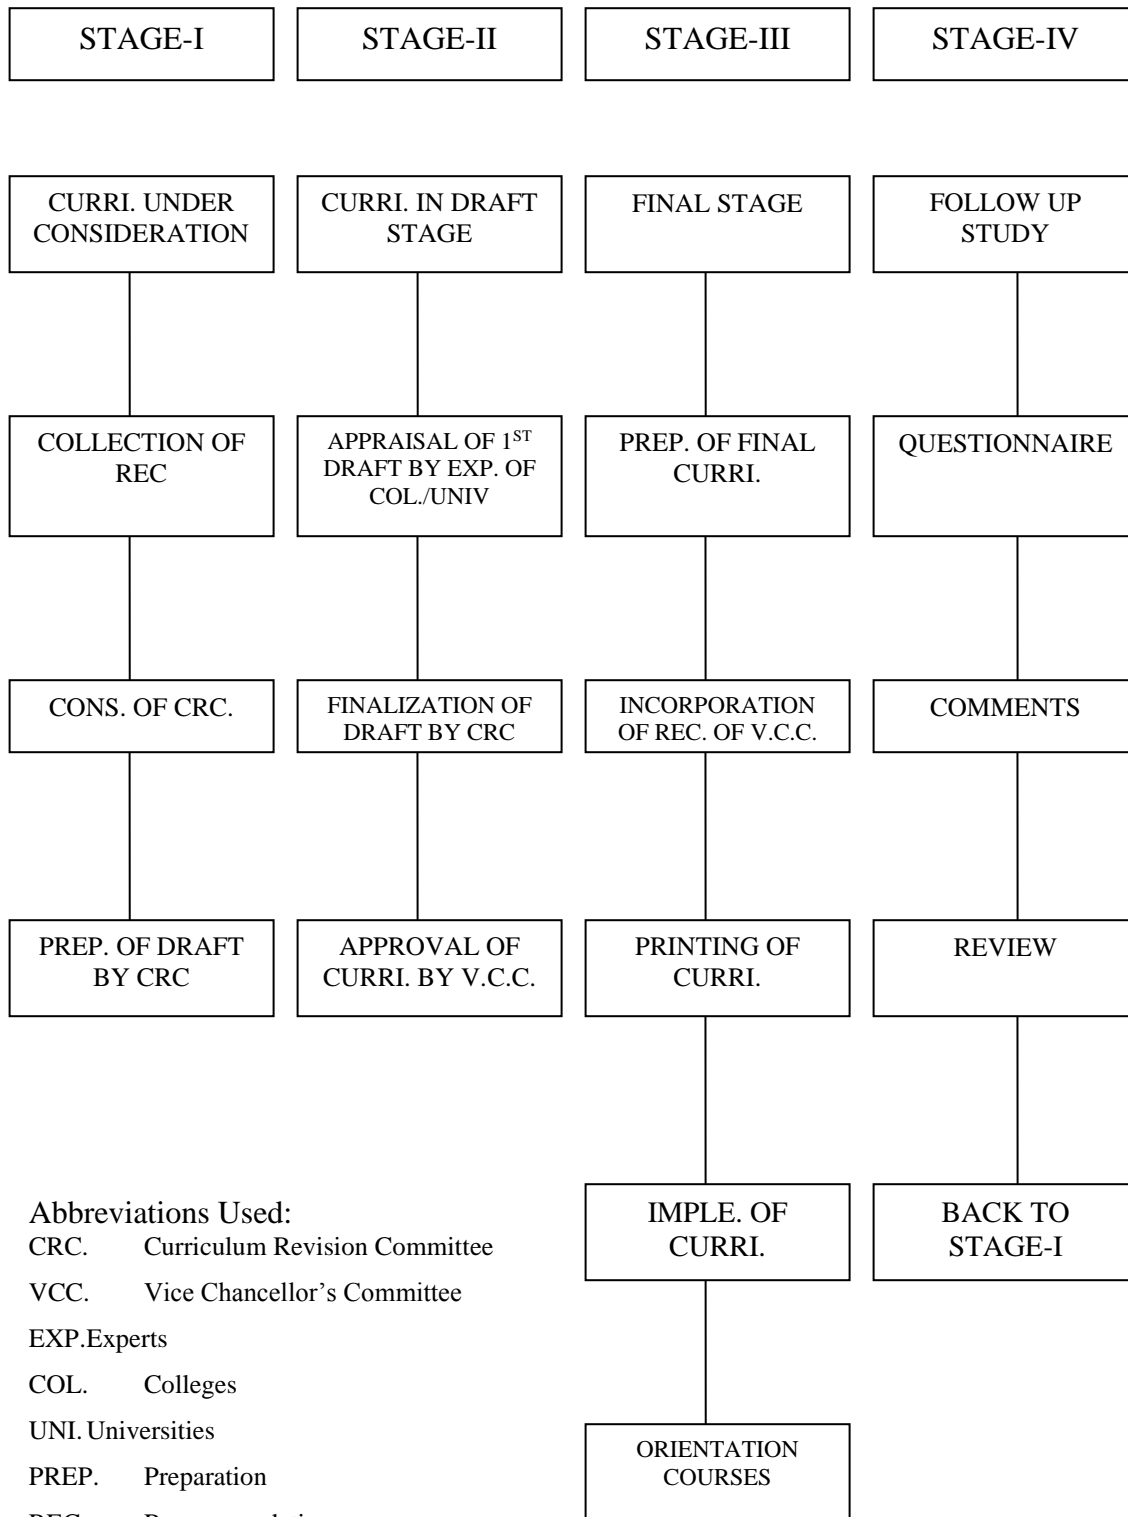 STAGE-I
STAGE-II
STAGE-III
STAGE-IV
CURRI. UNDER
CONSIDERATION
CURRI. IN DRAFT
STAGE
FINAL STAGE
FOLLOW UP
STUDY
COLLECTION OF
REC
APPRAISAL OF 1ST
DRAFT BY EXP. OF
COL./UNIV
PREP. OF FINAL
CURRI.
QUESTIONNAIRE
CONS. OF CRC.
FINALIZATION OF
DRAFT BY CRC
INCORPORATION
OF REC. OF V.C.C.
COMMENTS
PREP. OF DRAFT
BY CRC
APPROVAL OF
CURRI. BY V.C.C.
PRINTING OF
CURRI.
REVIEW
IMPLE. OF
CURRI.
BACK TO
STAGE-I
ORIENTATION
COURSES
Abbreviations Used:
CRC. Curriculum Revision Committee
VCC. Vice Chancellor’s Committee
EXP.Experts
COL. Colleges
UNI. Universities
PREP. Preparation